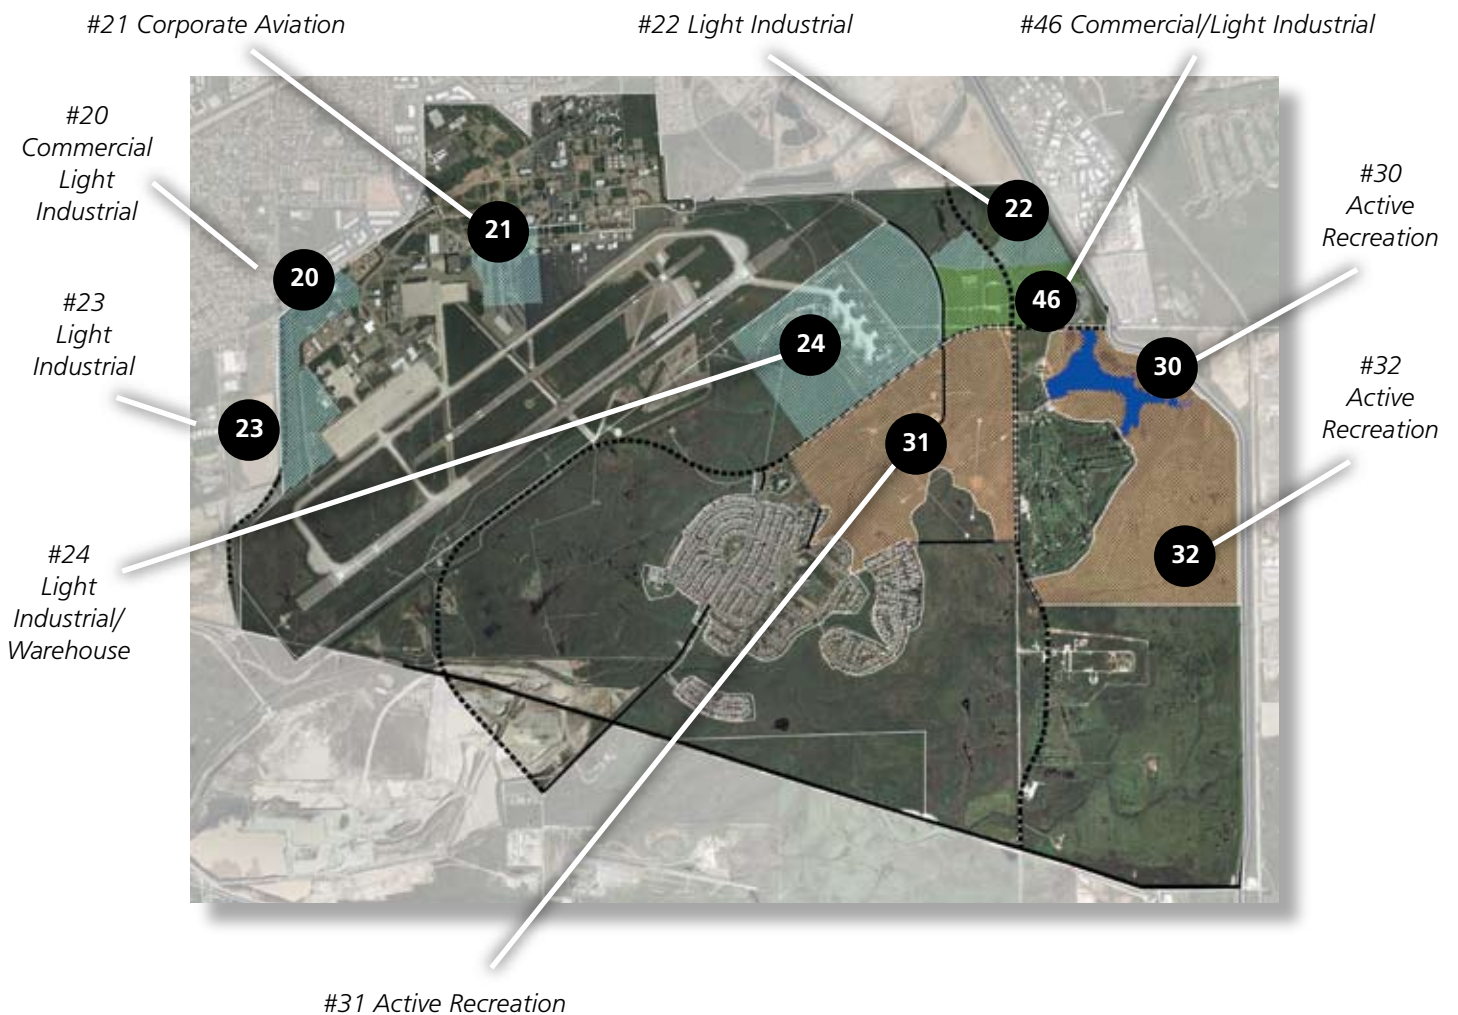 #21 Corporate Aviation
#22 Light Industrial
#46 Commercial/Light Industrial
#20
Commercial
Light
Industrial
#23
Light
Industrial
#24
Light
Industrial/
Warehouse
#30
Active
Recreation
#32
Active
Recreation
22
21
20
46
24
30
23
31
32
#31 Active Recreation